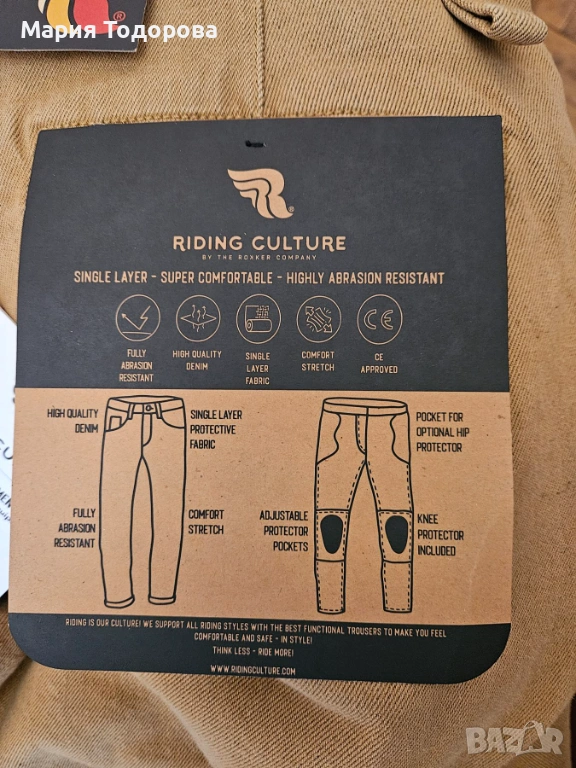 Мария Тодорова
®
®
RIDING CULTURE
BY THE ROKKER COMPANY
SINGLE LAYER - SUPER COMFORTABLE - HIGHLY ABRASION RESISTANT
FULLY
ABRASION
RESISTANT
HIGH QUALITY
DENIM
SINGLE
LAYER
FABRIC
COMFORT
STRETCH
CE
CE
APPROVED
HIGH QUALITY
DENIM
SINGLE LAYER
PROTECTIVE
FABRIC
FULLY
ABRASION
RESISTANT
COMFORT
STRETCH
POCKET FOR
OPTIONAL HIP
PROTECTOR
ADJUSTABLE
PROTECTOR
POCKETS
KNEE
PROTECTOR
INCLUDED
RIDING IS OUR CULTURE! WE SUPPORT ALL RIDING STYLES WITH THE BEST FUNCTIONAL TROUSERS TO MAKE YOU FEEL
COMFORTABLE AND SAFE - IN STYLE!
THINK LESS - RIDE MORE!
WWW.RIDINGCULTURE.COM
BAZAR